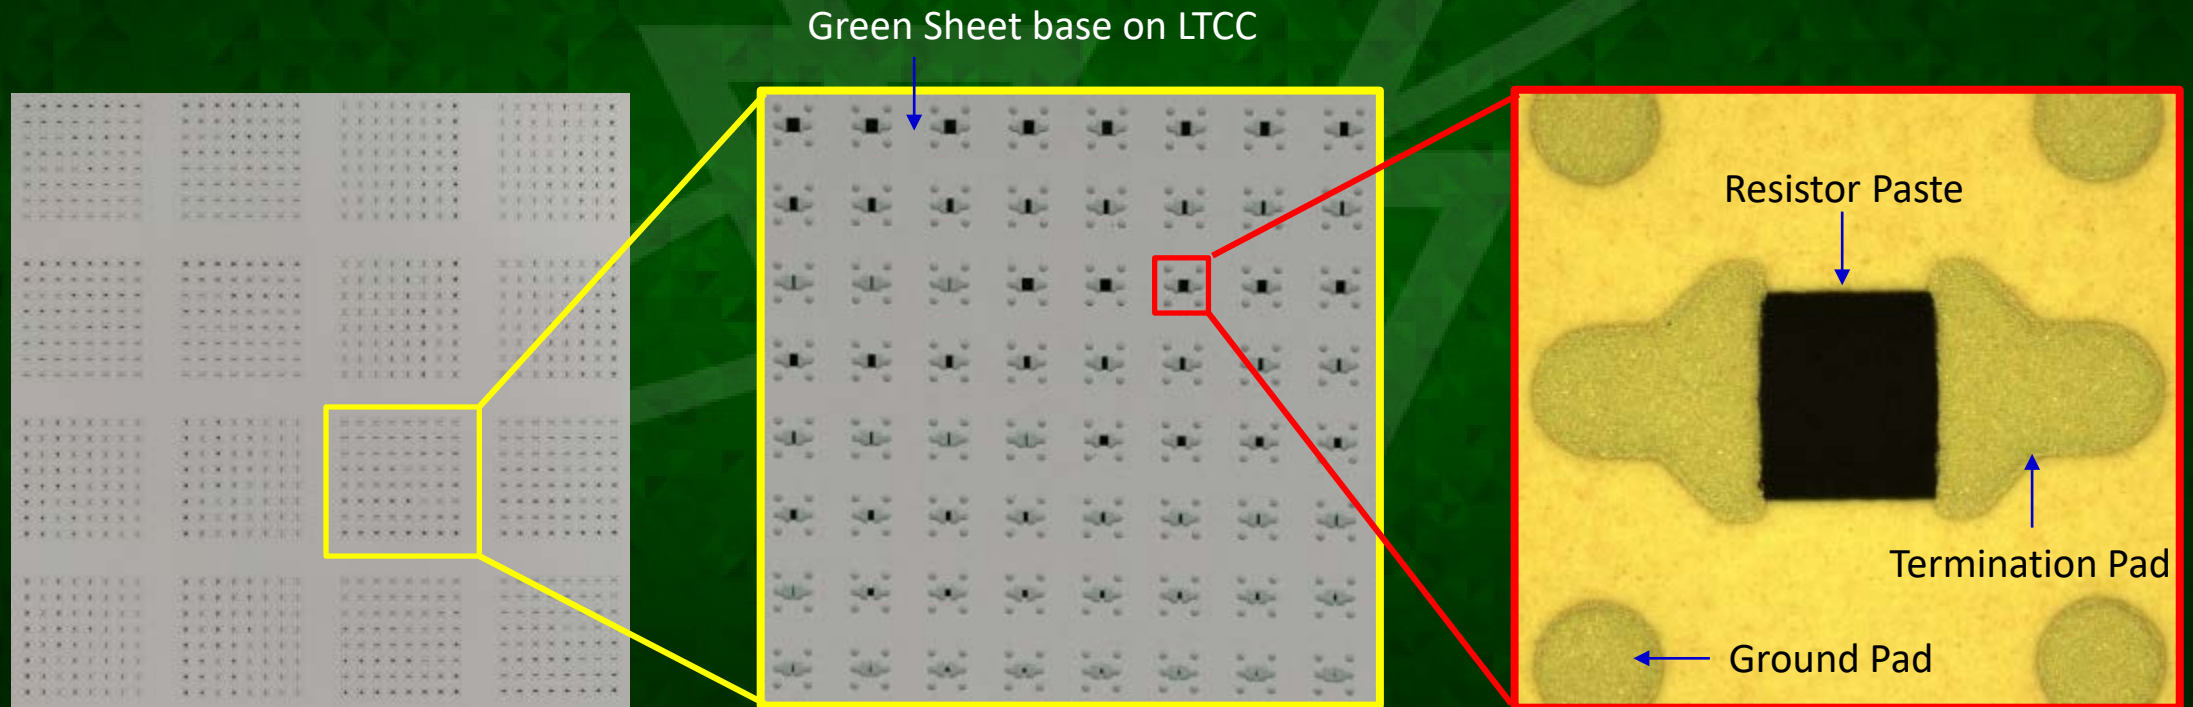 Green Sheet base on LTCC
Resistor Paste
Termination Pad
Ground Pad